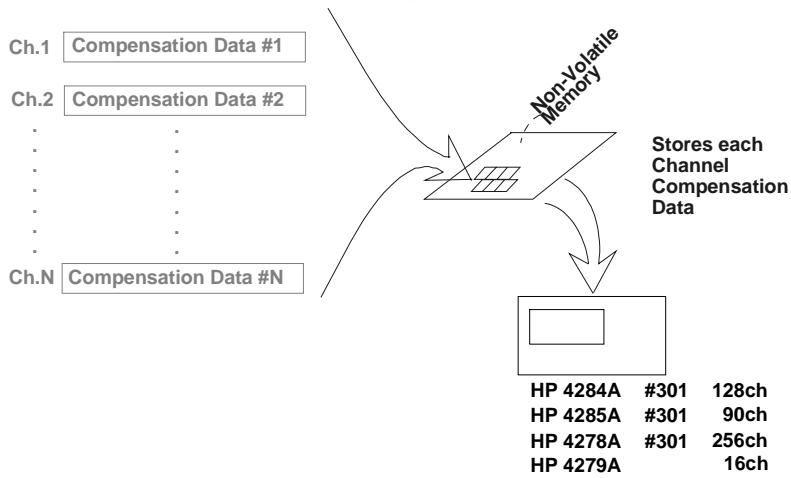 Ch.1 Compensation Data #1
Ch.2 Compensation Data #2
Ch.N Compensation Data #N
Non-Volatile
Memory
Stores each
Channel
Compensation
Data
HP 4284A #301 128ch
HP 4285A #301 90ch
HP 4278A #301 256ch
HP 4279A 16ch